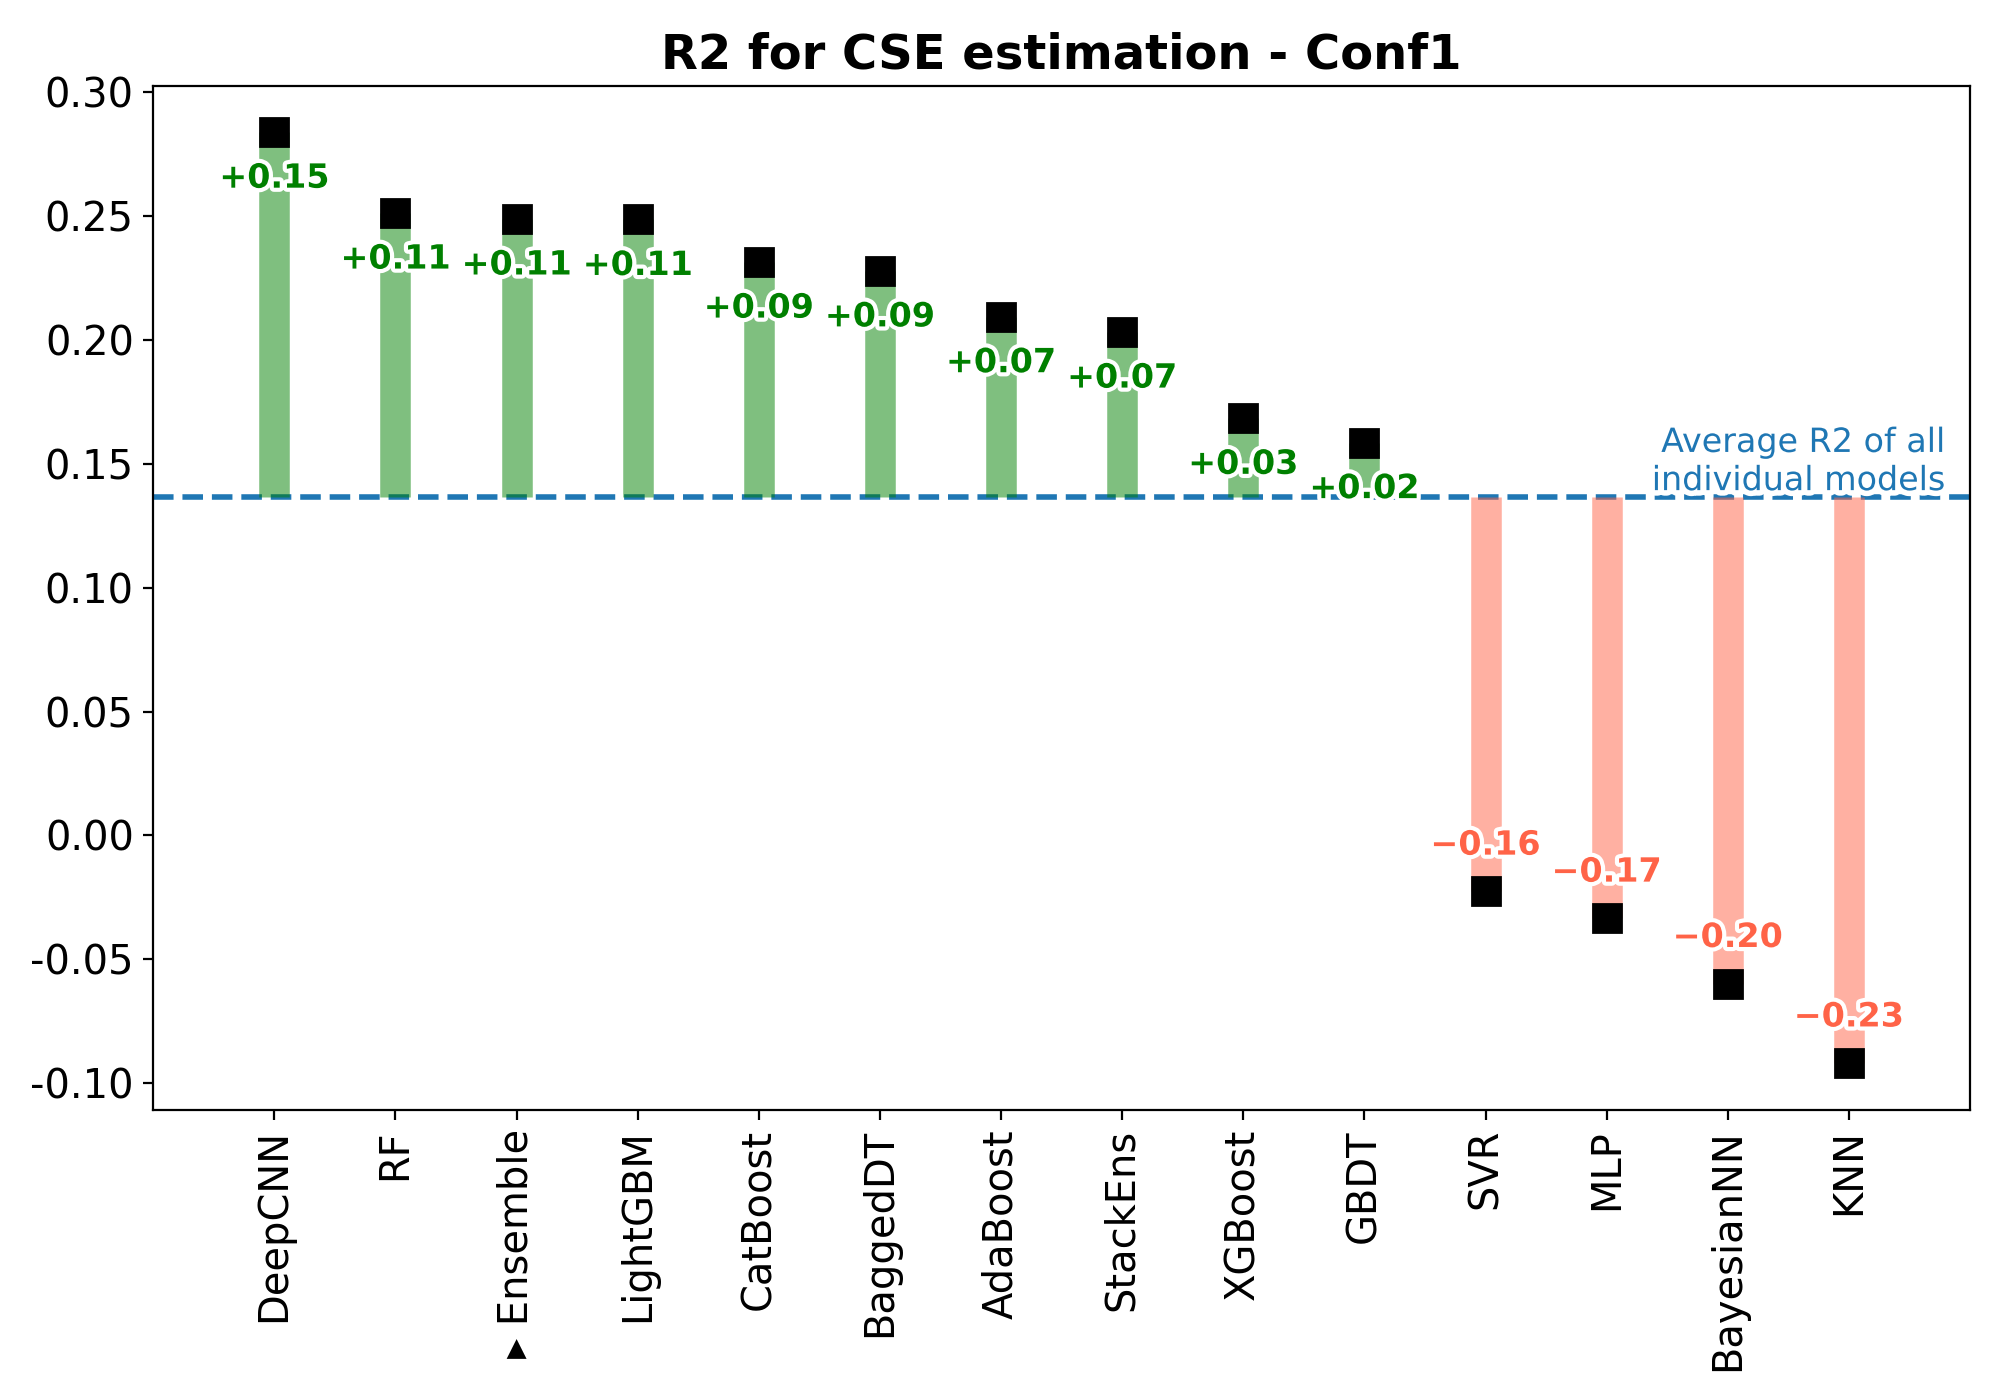 R2 for CSE estimation - Conf1
0.30
0.25
0.20
0.15
0.10
0.05
0.00
-0.05
-0.10
+0.15
+0.11
+0.11
+0.11
+0.09
+0.09
+0.07
+0.07
+0.03
+0.02
−0.16
−0.17
−0.20
−0.23
Average R2 of all
individual models
DeepCNN
RF
► Ensemble
LightGBM
CatBoost
BaggedDT
AdaBoost
StackEns
XGBoost
GBDT
SVR
MLP
BayesianNN
KNN